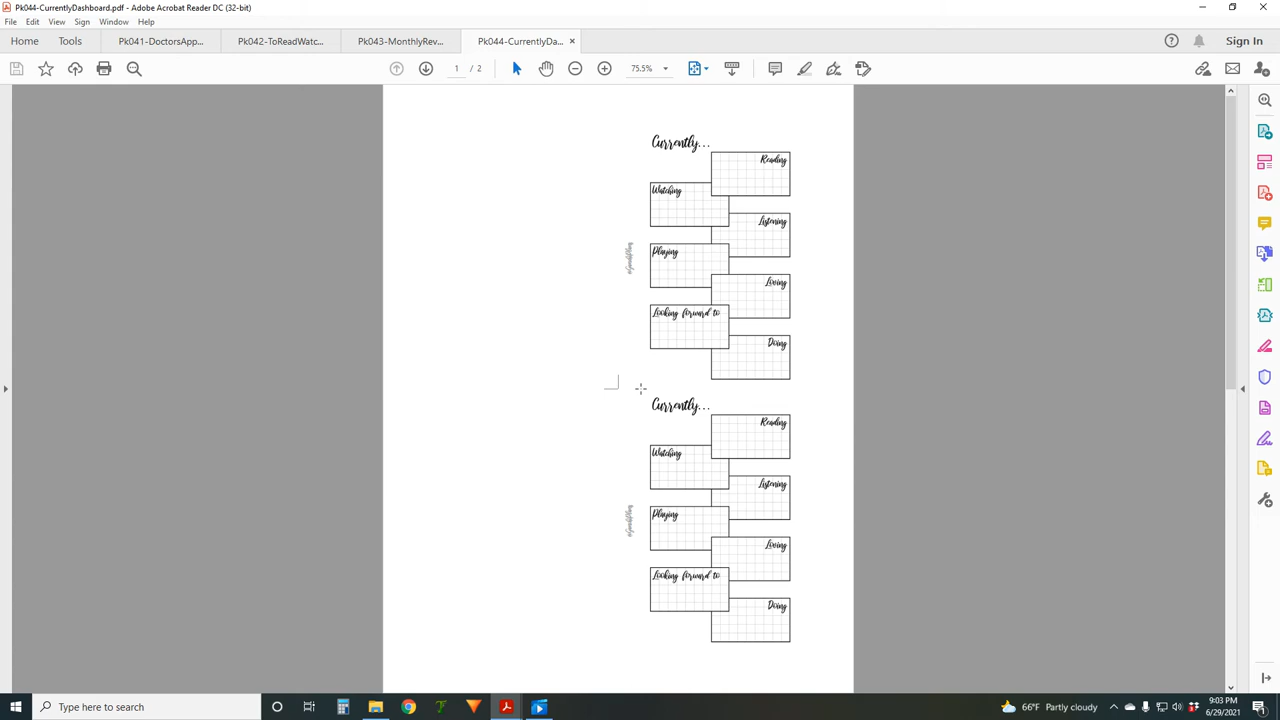 Pk044-CurrentlyDashboard.pdf - Adobe Acrobat Reader DC (32-bit)
File Edit View Sign Window Help
Home Tools Pk041-DoctorsApp... Pk042-ToReadWatc... Pk043-MonthlyRev... Pk044-CurrentlyDa... × Sign In
1 / 2 75.5%
Currently...
Reading
Watching
Listening
Playing
Loving
Looking forward to
Doing
Currently...
Reading
Watching
Listening
Playing
Loving
Looking forward to
Doing
Type here to search
66°F Partly cloudy
9:03 PM
6/29/2021